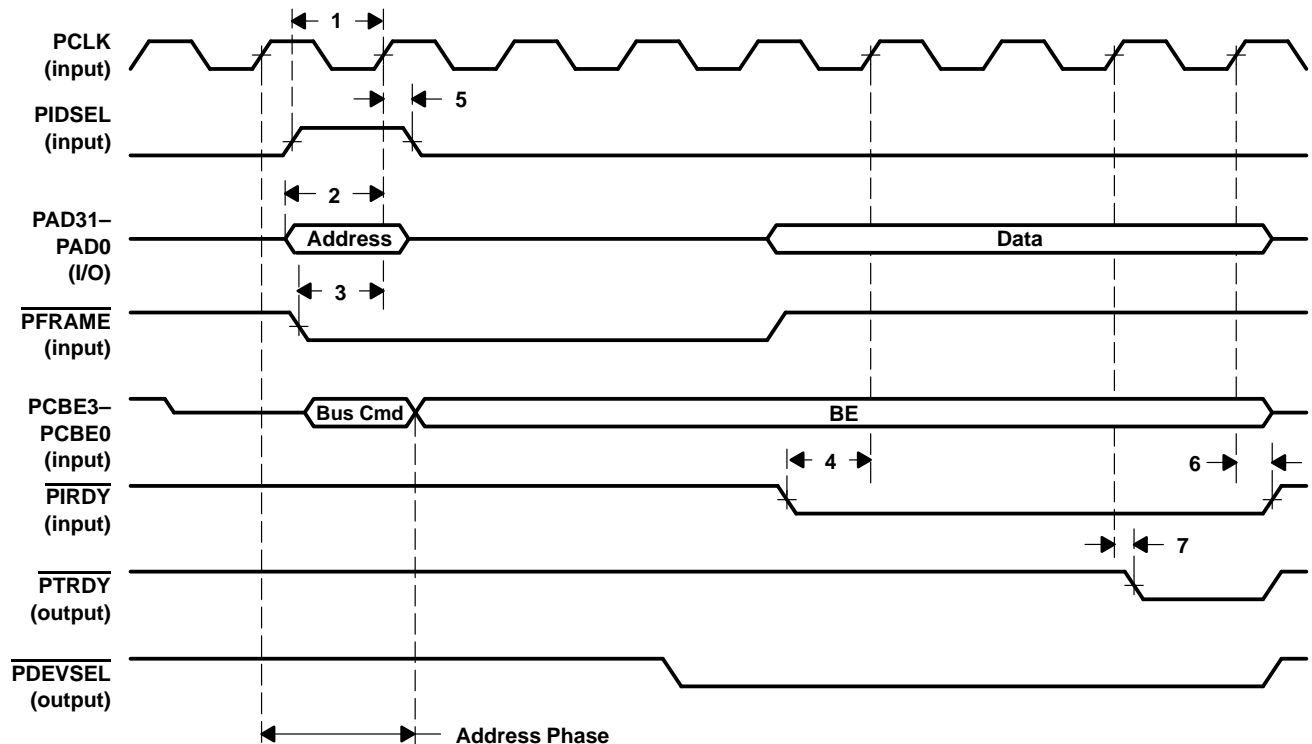 1
PCLK
(input)
5
PIDSEL
(input)
2
PAD31–
PAD0
(I/O)
Address
Data
3
PFRAME
(input)
PCBE3–
PCBE0
(input)
Bus Cmd
BE
4
6
PIRDY
(input)
7
PTRDY
(output)
PDEVSEL
(output)
Address Phase